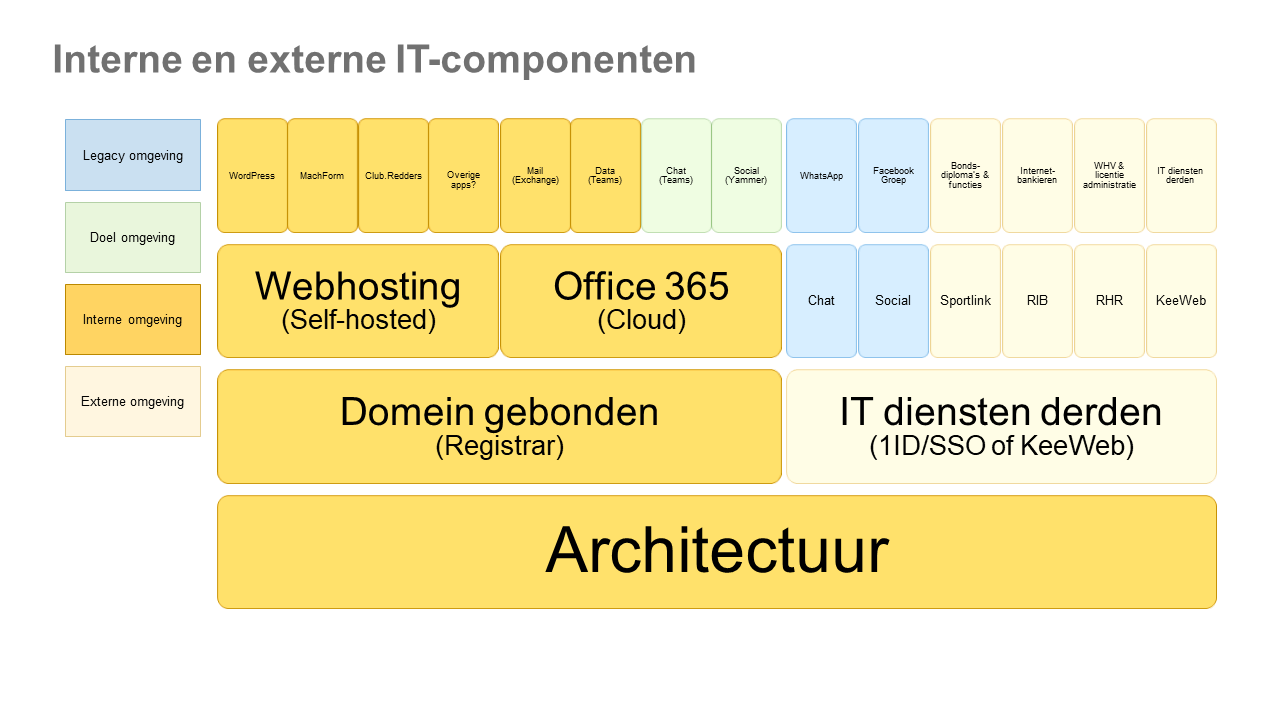 Interne en externe IT-componenten
Legacy omgeving
Doel omgeving
Interne omgeving
Externe omgeving
WordPress
MachForm
Club.Redders
Overige
apps?
Mail
(Exchange)
Data
(Teams)
Chat
(Teams)
Social
(Yammer)
WhatsApp
Facebook
Groep
Bonds-
diploma's &
functies
Internet-
bankieren
WHV &
licentie
administratie
IT diensten
derden
Webhosting
(Self-hosted)
Office 365
(Cloud)
Chat
Social
Sportlink
RIB
RHR
KeeWeb
Domein gebonden
(Registrar)
IT diensten derden
(1ID/SSO of KeeWeb)
Architectuur